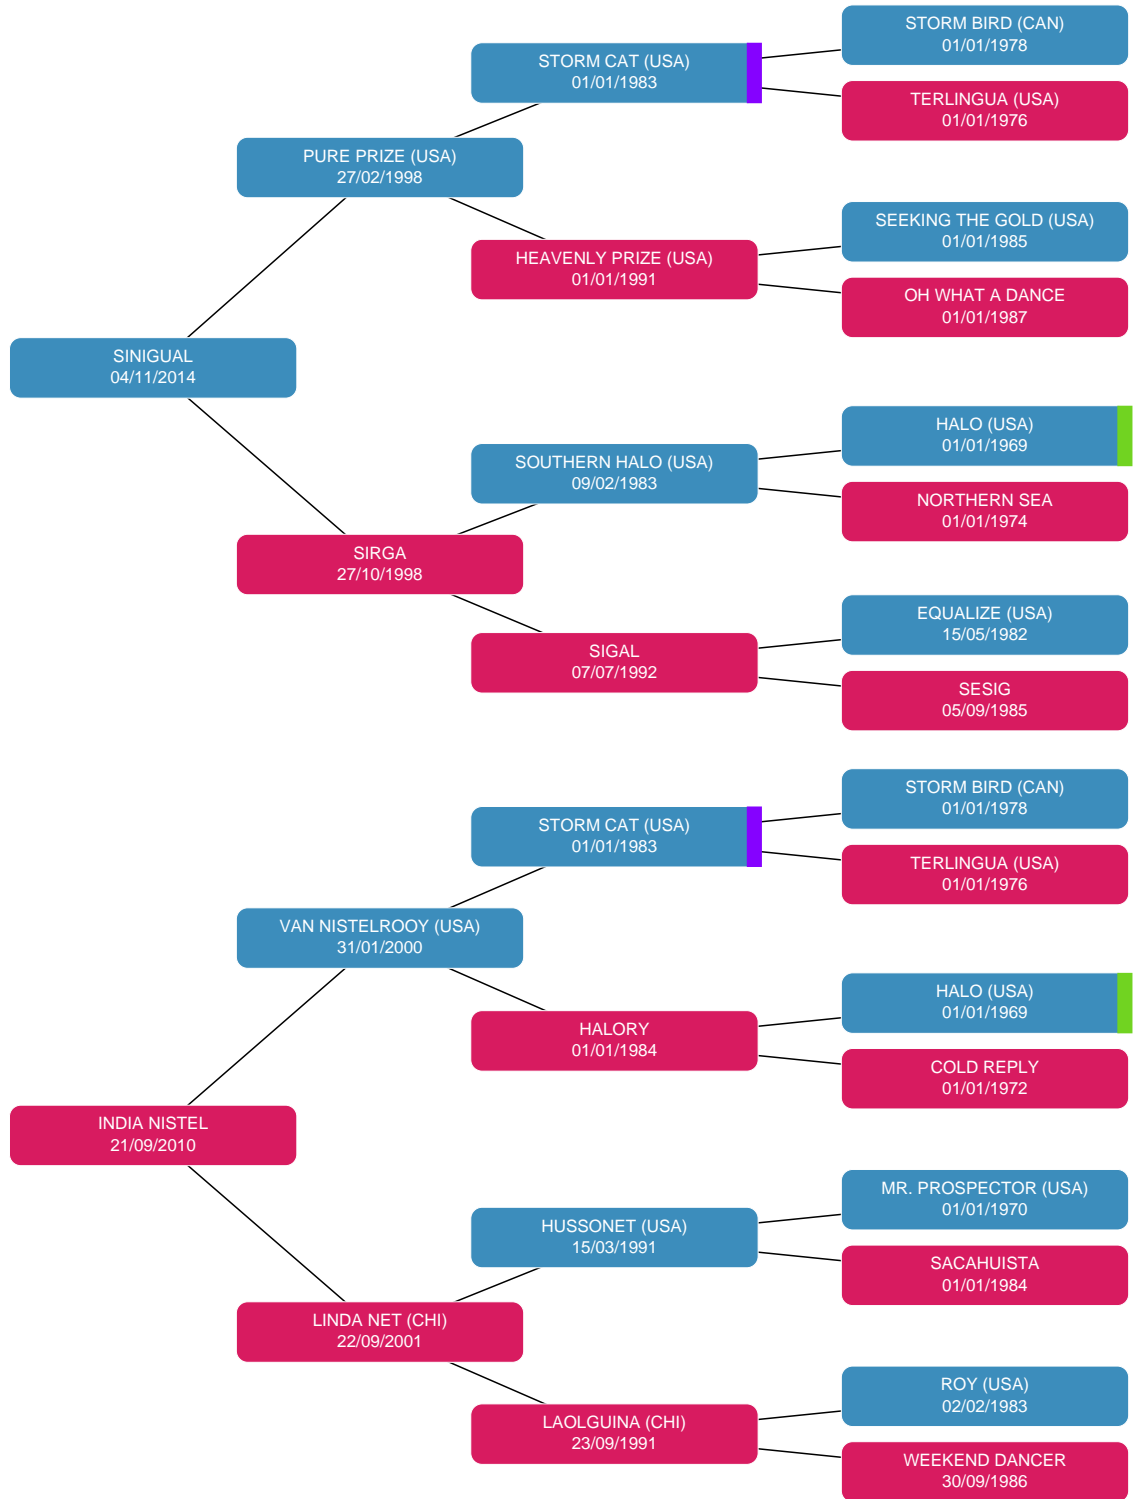 STORM BIRD (CAN)
01/01/1978
STORM CAT (USA)
01/01/1983
TERLINGUA (USA)
01/01/1976
PURE PRIZE (USA)
27/02/1998
SEEKING THE GOLD (USA)
01/01/1985
HEAVENLY PRIZE (USA)
01/01/1991
OH WHAT A DANCE
01/01/1987
SINIGUAL
04/11/2014
HALO (USA)
01/01/1969
SOUTHERN HALO (USA)
09/02/1983
NORTHERN SEA
01/01/1974
SIRGA
27/10/1998
EQUALIZE (USA)
15/05/1982
SIGAL
07/07/1992
SESIG
05/09/1985
STORM BIRD (CAN)
01/01/1978
STORM CAT (USA)
01/01/1983
TERLINGUA (USA)
01/01/1976
VAN NISTELROOY (USA)
31/01/2000
HALO (USA)
01/01/1969
HALORY
01/01/1984
COLD REPLY
01/01/1972
INDIA NISTEL
21/09/2010
MR. PROSPECTOR (USA)
01/01/1970
HUSSONET (USA)
15/03/1991
SACAHUISTA
01/01/1984
LINDA NET (CHI)
22/09/2001
ROY (USA)
02/02/1983
LAOLGUINA (CHI)
23/09/1991
WEEKEND DANCER
30/09/1986